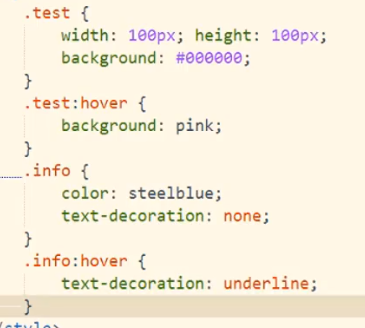 .test {
width: 100px; height: 100px;
background: #000000;
}
.test:hover {
background: pink;
}
.info {
color: steelblue;
text-decoration: none;
}
.info:hover {
text-decoration: underline;
}
/style>